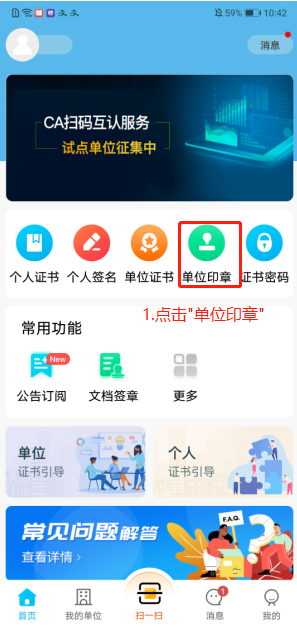 59% 10:42
消息
CA扫码互认服务
试点单位征集中
个人证书 个人签名 单位证书 单位印章 证书密码
1.点击"单位印章"
常用功能
New
公告订阅 文档签章 更多
单位 个人
证书引导 证书引导
常见问题解答
F.A.Q.
查看详情 >
1
首页 我的单位 扫一扫 消息 我的